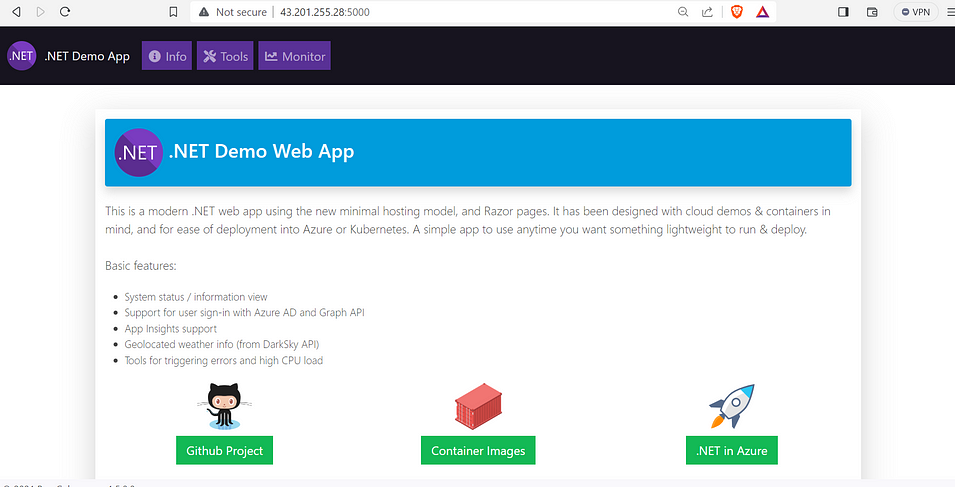 Not secure | 43.201.255.28:5000
VPN
.NET .NET Demo App Info Tools Monitor
.NET .NET Demo Web App
This is a modern .NET web app using the new minimal hosting model, and Razor pages. It has been designed with cloud demos & containers in
mind, and for ease of deployment into Azure or Kubernetes. A simple app to use anytime you want something lightweight to run & deploy.
Basic features:
System status / information view
Support for user sign-in with Azure AD and Graph API
App Insights support
Geolocated weather info (from DarkSky API)
Tools for triggering errors and high CPU load
Github Project
Container Images
.NET in Azure